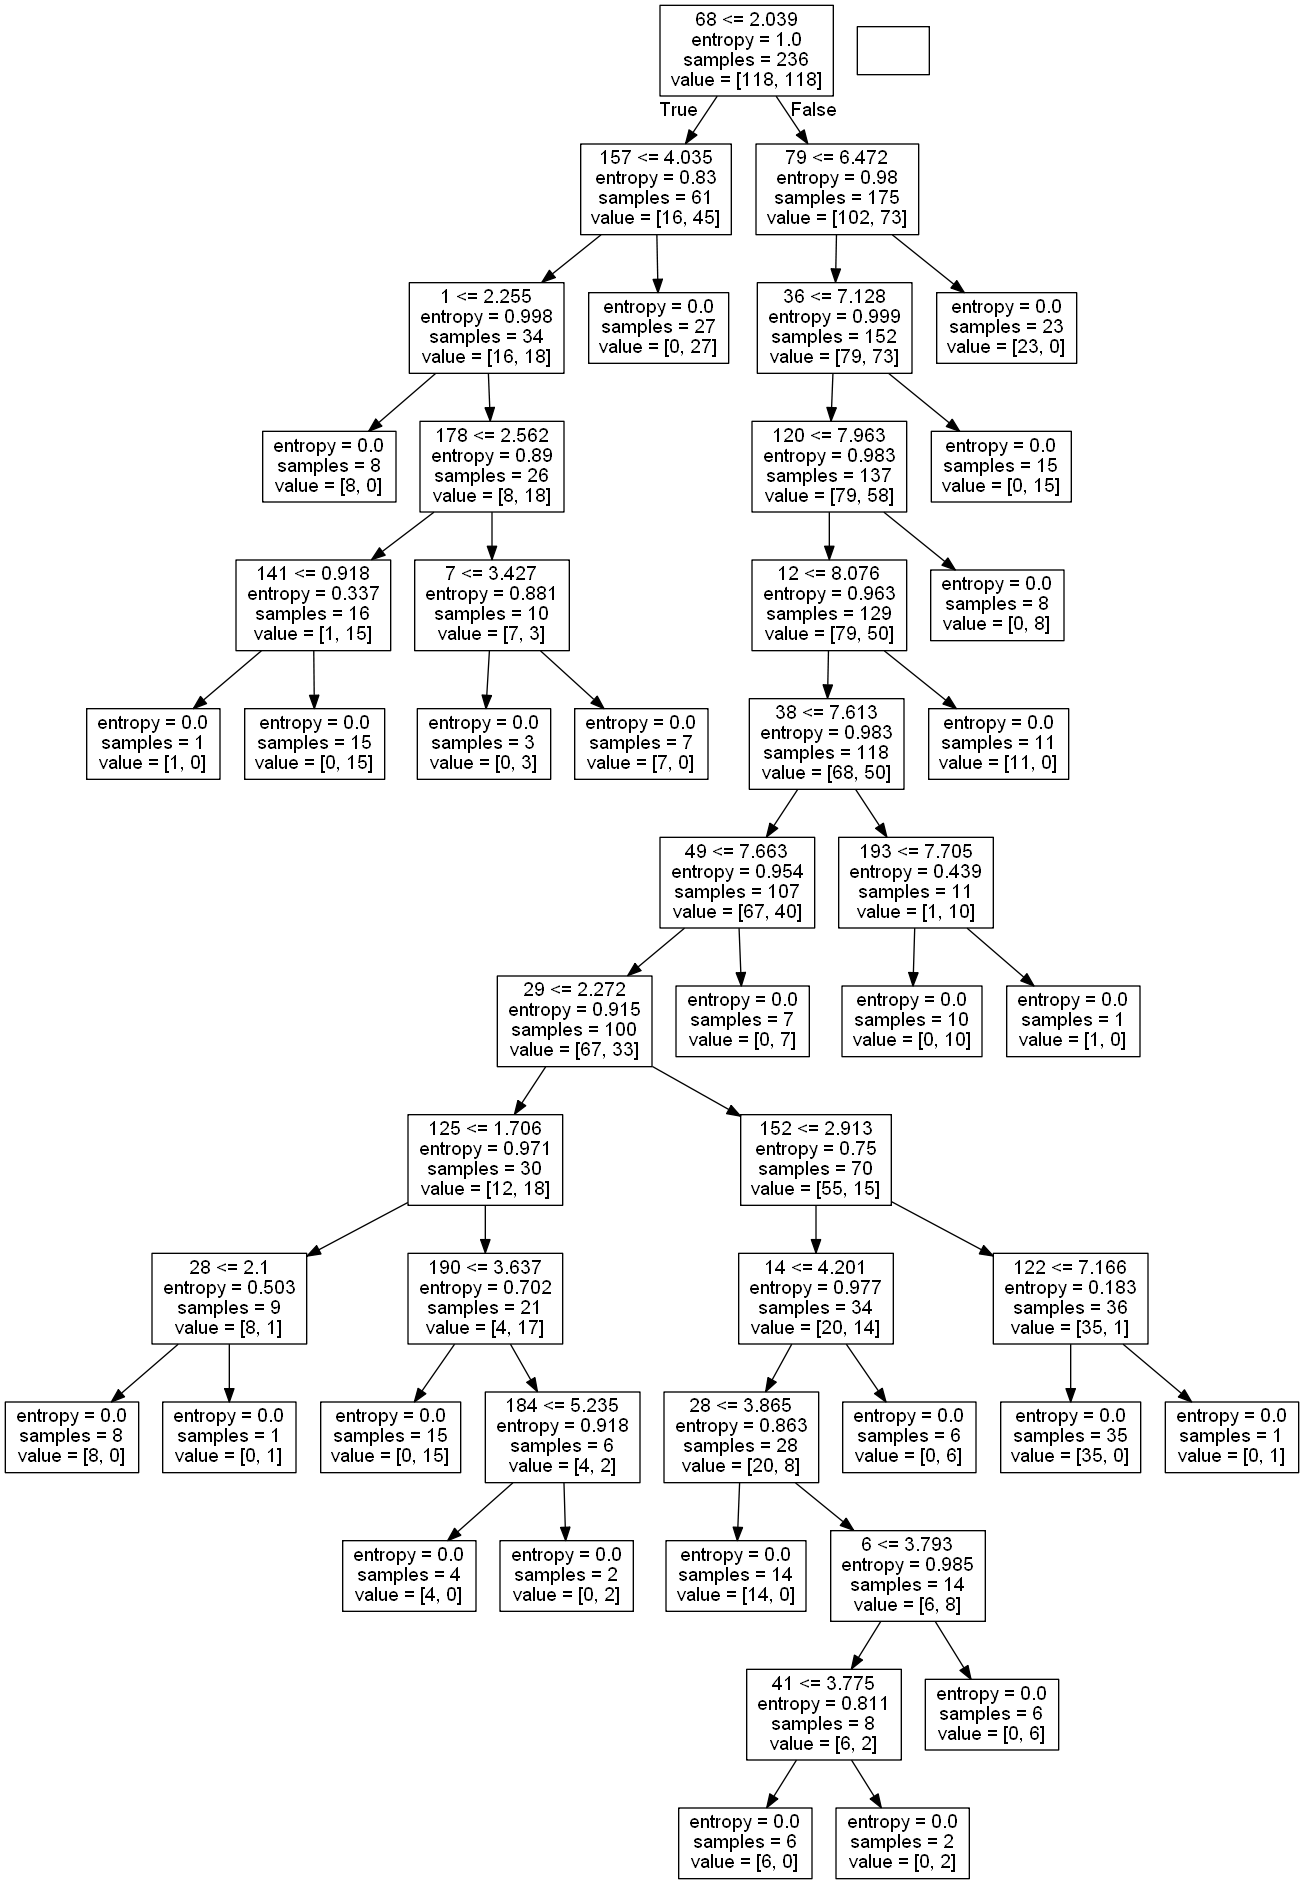 68 <= 2.039
entropy = 1.0
samples = 236
value = [118, 118]
True
False
157 <= 4.035
entropy = 0.83
samples = 61
value = [16, 45]
79 <= 6.472
entropy = 0.98
samples = 175
value = [102, 73]
1 <= 2.255
entropy = 0.998
samples = 34
value = [16, 18]
entropy = 0.0
samples = 27
value = [0, 27]
36 <= 7.128
entropy = 0.999
samples = 152
value = [79, 73]
entropy = 0.0
samples = 23
value = [23, 0]
entropy = 0.0
samples = 8
value = [8, 0]
178 <= 2.562
entropy = 0.89
samples = 26
value = [8, 18]
120 <= 7.963
entropy = 0.983
samples = 137
value = [79, 58]
entropy = 0.0
samples = 15
value = [0, 15]
141 <= 0.918
entropy = 0.337
samples = 16
value = [1, 15]
7 <= 3.427
entropy = 0.881
samples = 10
value = [7, 3]
12 <= 8.076
entropy = 0.963
samples = 129
value = [79, 50]
entropy = 0.0
samples = 8
value = [0, 8]
entropy = 0.0
samples = 1
value = [1, 0]
entropy = 0.0
samples = 15
value = [0, 15]
entropy = 0.0
samples = 3
value = [0, 3]
entropy = 0.0
samples = 7
value = [7, 0]
38 <= 7.613
entropy = 0.983
samples = 118
value = [68, 50]
entropy = 0.0
samples = 11
value = [11, 0]
49 <= 7.663
entropy = 0.954
samples = 107
value = [67, 40]
193 <= 7.705
entropy = 0.439
samples = 11
value = [1, 10]
29 <= 2.272
entropy = 0.915
samples = 100
value = [67, 33]
entropy = 0.0
samples = 7
value = [0, 7]
entropy = 0.0
samples = 10
value = [0, 10]
entropy = 0.0
samples = 1
value = [1, 0]
125 <= 1.706
entropy = 0.971
samples = 30
value = [12, 18]
152 <= 2.913
entropy = 0.75
samples = 70
value = [55, 15]
28 <= 2.1
entropy = 0.503
samples = 9
value = [8, 1]
190 <= 3.637
entropy = 0.702
samples = 21
value = [4, 17]
14 <= 4.201
entropy = 0.977
samples = 34
value = [20, 14]
122 <= 7.166
entropy = 0.183
samples = 36
value = [35, 1]
entropy = 0.0
samples = 8
value = [8, 0]
entropy = 0.0
samples = 1
value = [0, 1]
entropy = 0.0
samples = 15
value = [0, 15]
184 <= 5.235
entropy = 0.918
samples = 6
value = [4, 2]
28 <= 3.865
entropy = 0.863
samples = 28
value = [20, 8]
entropy = 0.0
samples = 6
value = [0, 6]
entropy = 0.0
samples = 35
value = [35, 0]
entropy = 0.0
samples = 1
value = [0, 1]
entropy = 0.0
samples = 4
value = [4, 0]
entropy = 0.0
samples = 2
value = [0, 2]
entropy = 0.0
samples = 14
value = [14, 0]
6 <= 3.793
entropy = 0.985
samples = 14
value = [6, 8]
41 <= 3.775
entropy = 0.811
samples = 8
value = [6, 2]
entropy = 0.0
samples = 6
value = [0, 6]
entropy = 0.0
samples = 6
value = [6, 0]
entropy = 0.0
samples = 2
value = [0, 2]